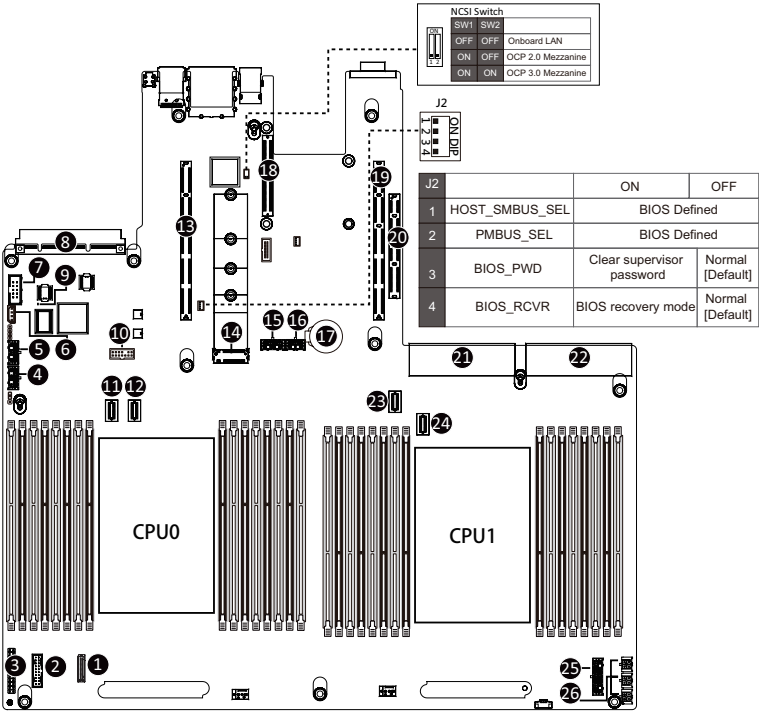 NCSI Switch
SW1 SW2
OFF OFF Onboard LAN
ON OFF OCP 2.0 Mezzanine
ON ON OCP 3.0 Mezzanine
ON
1 2
J2
ON DIP
1 2 3 4
J2 ON OFF
1 HOST_SMBUS_SEL BIOS Defined
2 PMBUS_SEL BIOS Defined
3 BIOS_PWD Clear supervisor password Normal [Default]
4 BIOS_RCVR BIOS recovery mode Normal [Default]
18
19
13
20
8
7
9
17
15 16
14
10
5 6
21 22
4
11 12
23
24
CPU0
CPU1
3 2 1
25
26